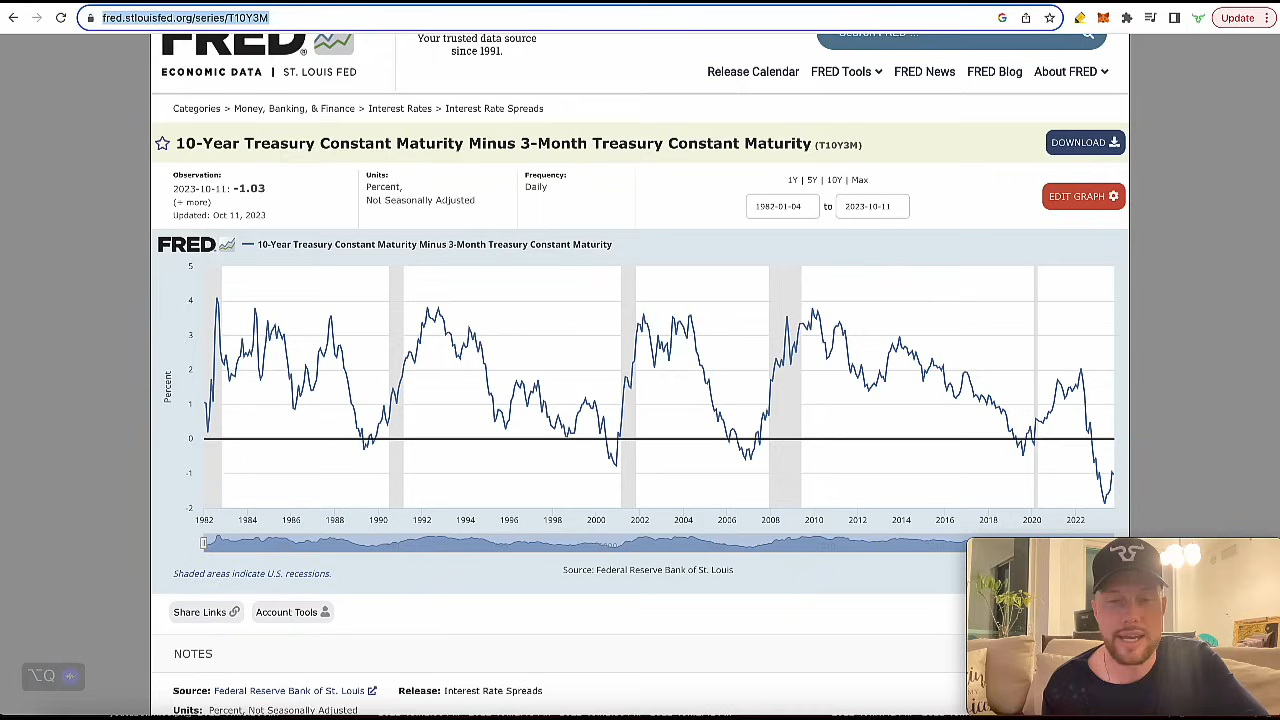 fred.stlouisfed.org/series/T10Y3M
Update
FRED
Your trusted data source
since 1991.
ECONOMIC DATA | ST. LOUIS FED
Release Calendar FRED Tools FRED News FRED Blog About FRED
Categories > Money, Banking, & Finance > Interest Rates > Interest Rate Spreads
10-Year Treasury Constant Maturity Minus 3-Month Treasury Constant Maturity (T10Y3M)
DOWNLOAD
Observation:
2023-10-11: -1.03
(+ more)
Updated: Oct 11, 2023
Units:
Percent,
Not Seasonally Adjusted
Frequency:
Daily
1Y | 5Y | 10Y | Max
1982-01-04 to 2023-10-11
EDIT GRAPH
FRED 10-Year Treasury Constant Maturity Minus 3-Month Treasury Constant Maturity
5
4
3
2
1
0
-1
-2
Percent
1982 1984 1986 1988 1990 1992 1994 1996 1998 2000 2002 2004 2006 2008 2010 2012 2014 2016 2018 2020 2022
Shaded areas indicate U.S. recessions.
Source: Federal Reserve Bank of St. Louis
Share Links Account Tools
NOTES
⌥Q
Source: Federal Reserve Bank of St. Louis Release: Interest Rate Spreads
Units: Percent, Not Seasonally Adjusted